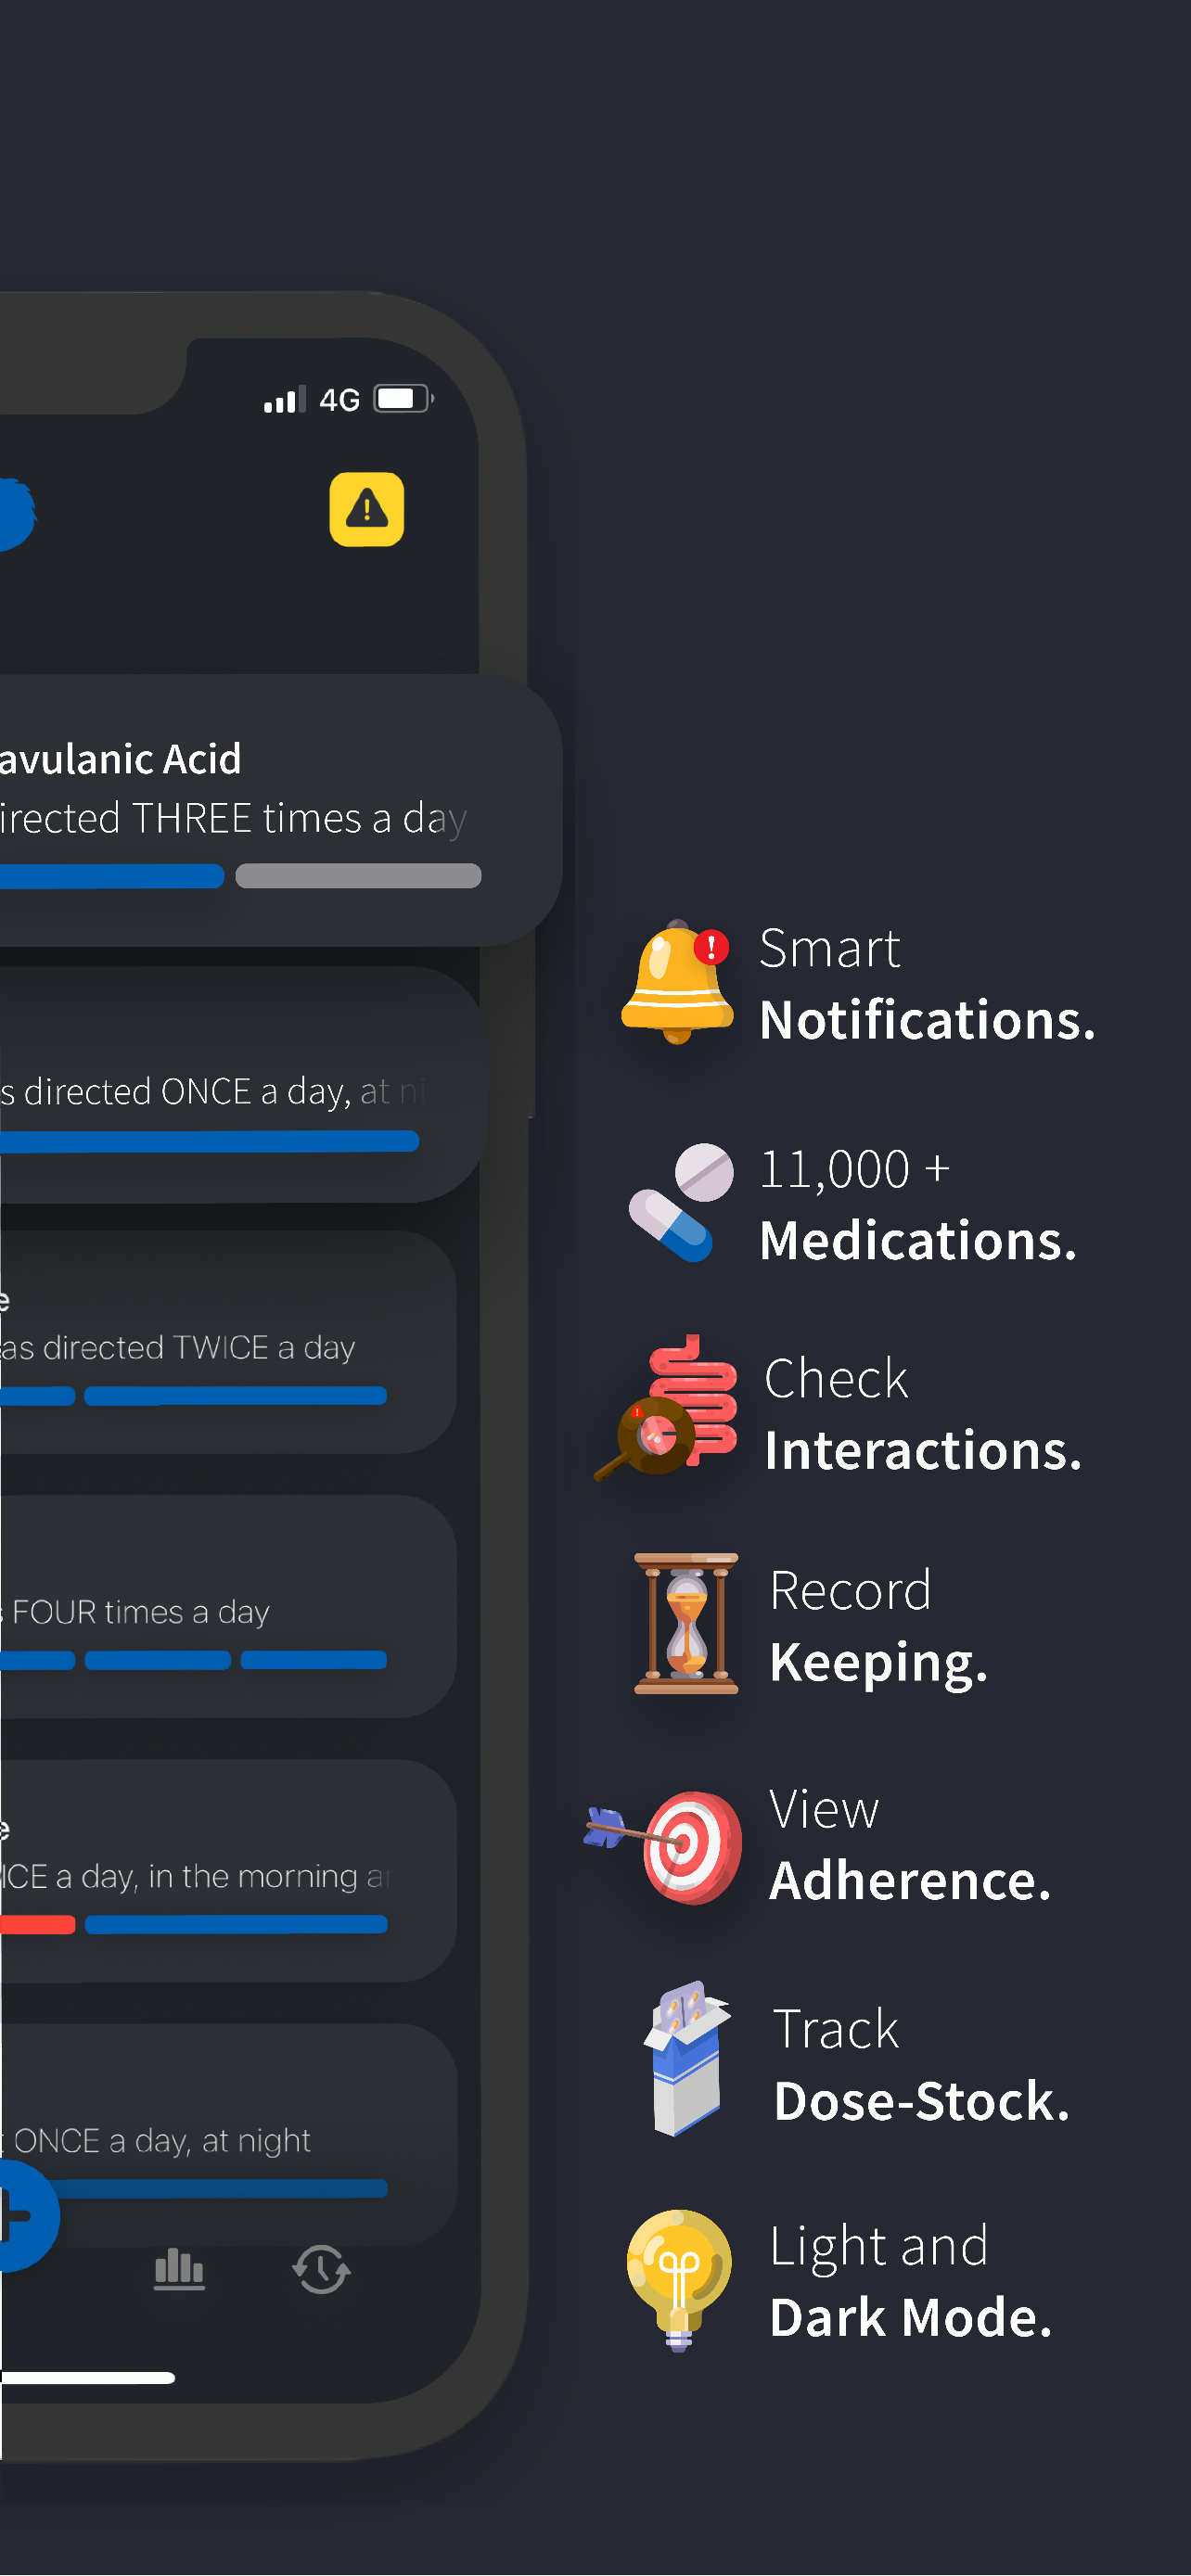 4G
avulanic Acid
irected THREE times a day
s directed ONCE a day, at ni
e
as directed TWICE a day
s FOUR times a day
e
ICE a day, in the morning a
t ONCE a day, at night
Smart
Notifications.
11,000 +
Medications.
Check
Interactions.
Record
Keeping.
View
Adherence.
Track
Dose-Stock.
Light and
Dark Mode.